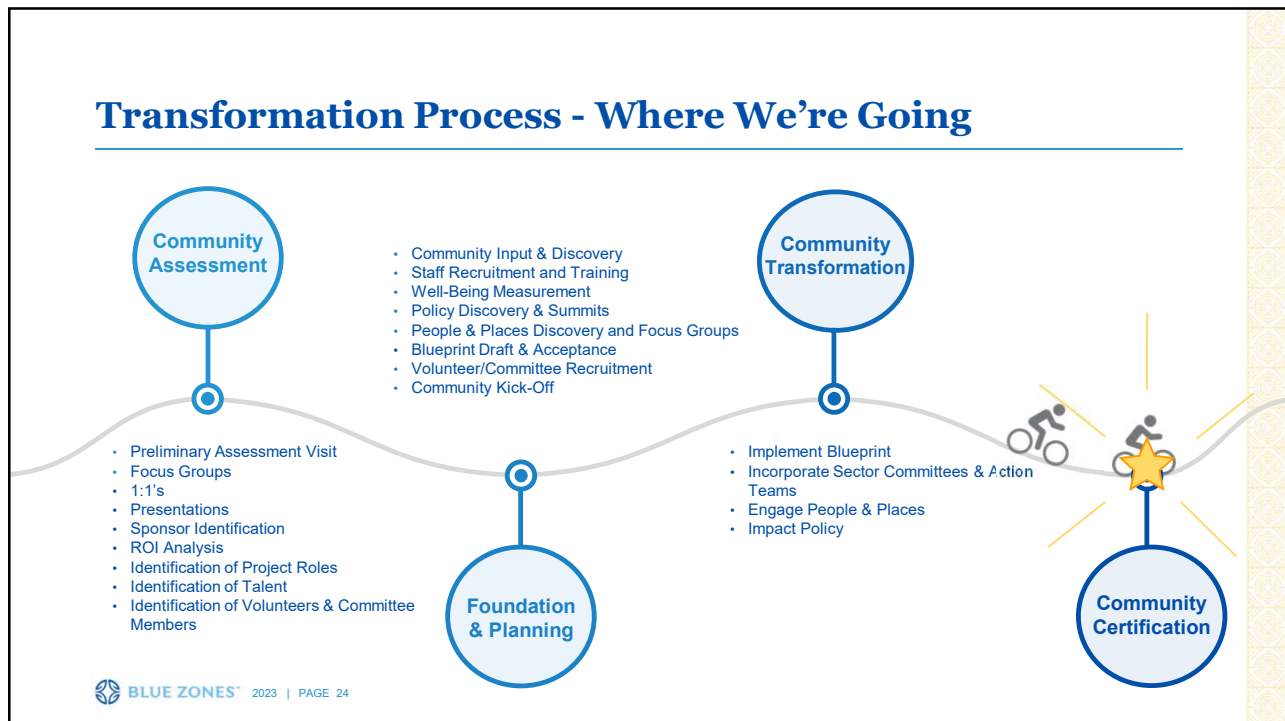 Transformation Process - Where We’re Going
Community
Assessment
• Preliminary Assessment Visit
• Focus Groups
• 1:1’s
• Presentations
• Sponsor Identification
• ROI Analysis
• Identification of Project Roles
• Identification of Talent
• Identification of Volunteers & Committee
Members
• Community Input & Discovery
• Staff Recruitment and Training
• Well-Being Measurement
• Policy Discovery & Summits
• People & Places Discovery and Focus Groups
• Blueprint Draft & Acceptance
• Volunteer/Committee Recruitment
• Community Kick-Off
Foundation
& Planning
Community
Transformation
• Implement Blueprint
• Incorporate Sector Committees & Action
Teams
• Engage People & Places
• Impact Policy
Community
Certification
BLUE ZONES™ 2023 | PAGE 24